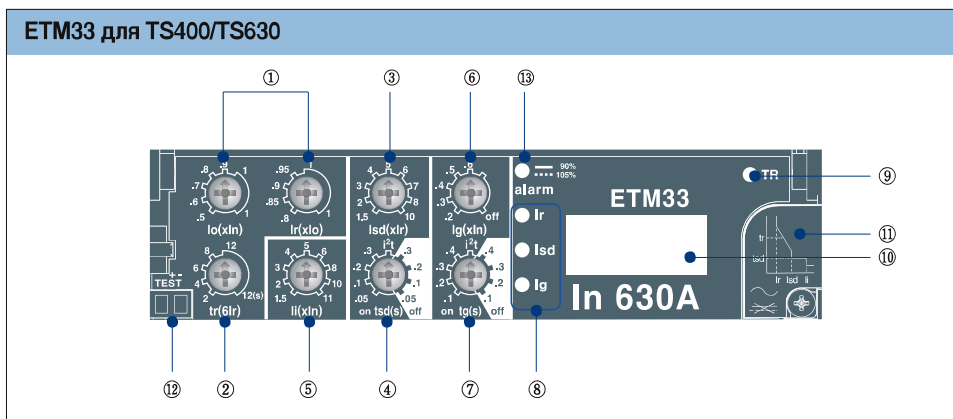 ETM33 для TS400/TS630
① ③ ⑥ ⑬
.5 .6 .7 .8 .9 1 1
Io(xIn)
.8 .85 .9 .95 1 1
Ir(xIo)
1.5 2 3 4 5 6 7 8 10
Isd(xIr)
.2 .3 .4 .5 .6 off
Ig(xIn)
90%
105%
alarm
Ir
Isd
Ig
ETM33
In 630A
TR
⑨
⑪
⑩
tr
tsd
Ir Isd Ii
+-
TEST
2 4 6 8 12 12(s)
tr(6Ir)
1.5 2 3 4 5 6 8 10 11
Ii(xIn)
i²t
.05 .1 .2 .3 .3 .2 .1 .05
on tsd(s) off
i²t
.1 .2 .3 .4 .4 .3 .2 .1
on tg(s) off
⑫ ② ⑤ ④ ⑦ ⑧